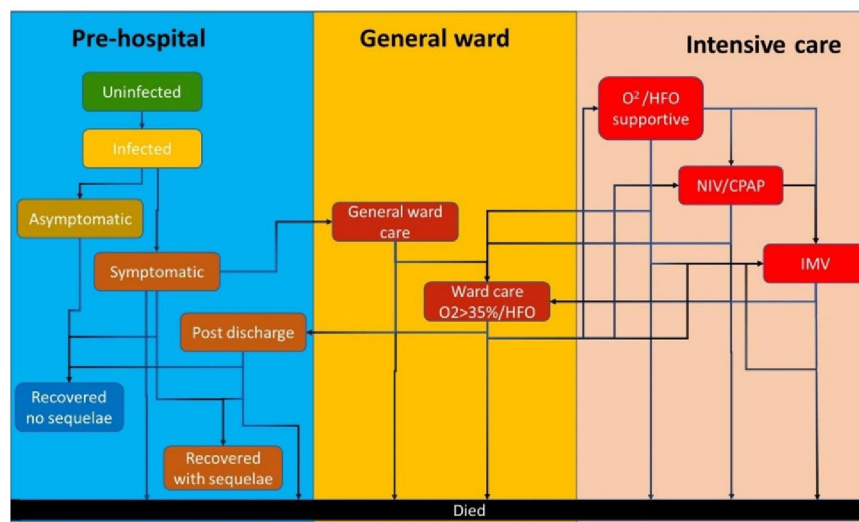 Pre-hospital
General ward
Intensive care
Uninfected
O² /HFO
supportive
Infected
NIV/CPAP
Asymptomatic
General ward
care
Symptomatic
IMV
Ward care
O2>35%/HFO
Post discharge
Recovered
no sequelae
Recovered
with sequelae
Died